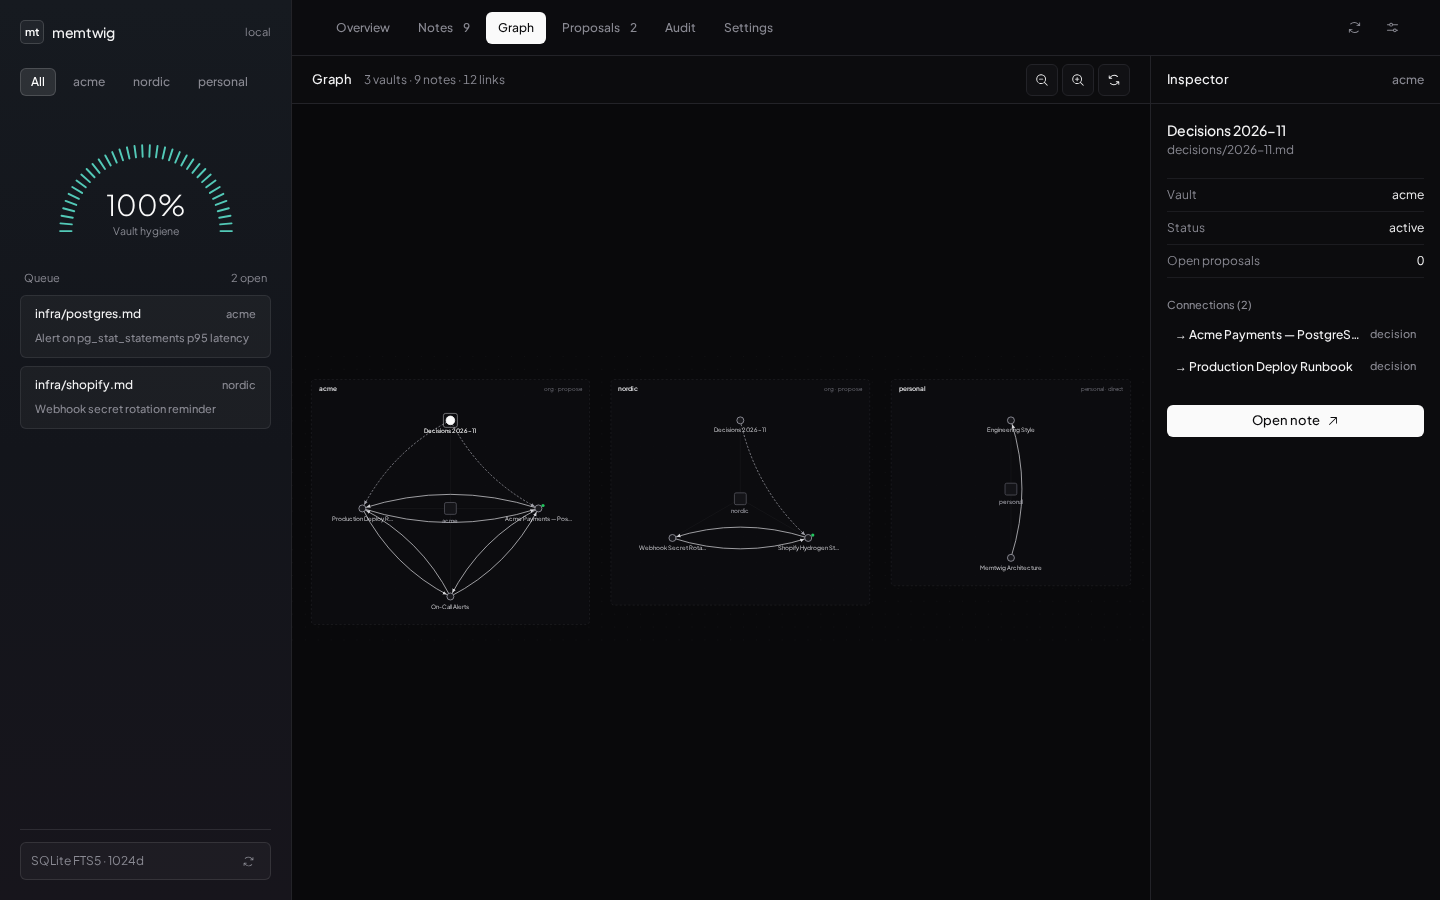 mt memtwig local
All acme nordic personal
100%
Vault hygiene
Queue 2 open
infra/postgres.md acme
Alert on pg_stat_statements p95 latency
infra/shopify.md nordic
Webhook secret rotation reminder
SQLite FTS5 · 1024d
Overview Notes 9 Graph Proposals 2 Audit Settings
Graph 3 vaults · 9 notes · 12 links
acme org · propose
Decisions 2026-11
Production Deploy R…
acme
Acme Payments — Pos…
On-Call Alerts
nordic org · propose
Decisions 2026-11
nordic
Webhook Secret Rota…
Shopify Hydrogen St…
personal personal · direct
Engineering Style
personal
Memtwig Architecture
Inspector acme
Decisions 2026-11
decisions/2026-11.md
Vault acme
Status active
Open proposals 0
Connections (2)
→ Acme Payments — PostgreS… decision
→ Production Deploy Runbook decision
Open note ↗